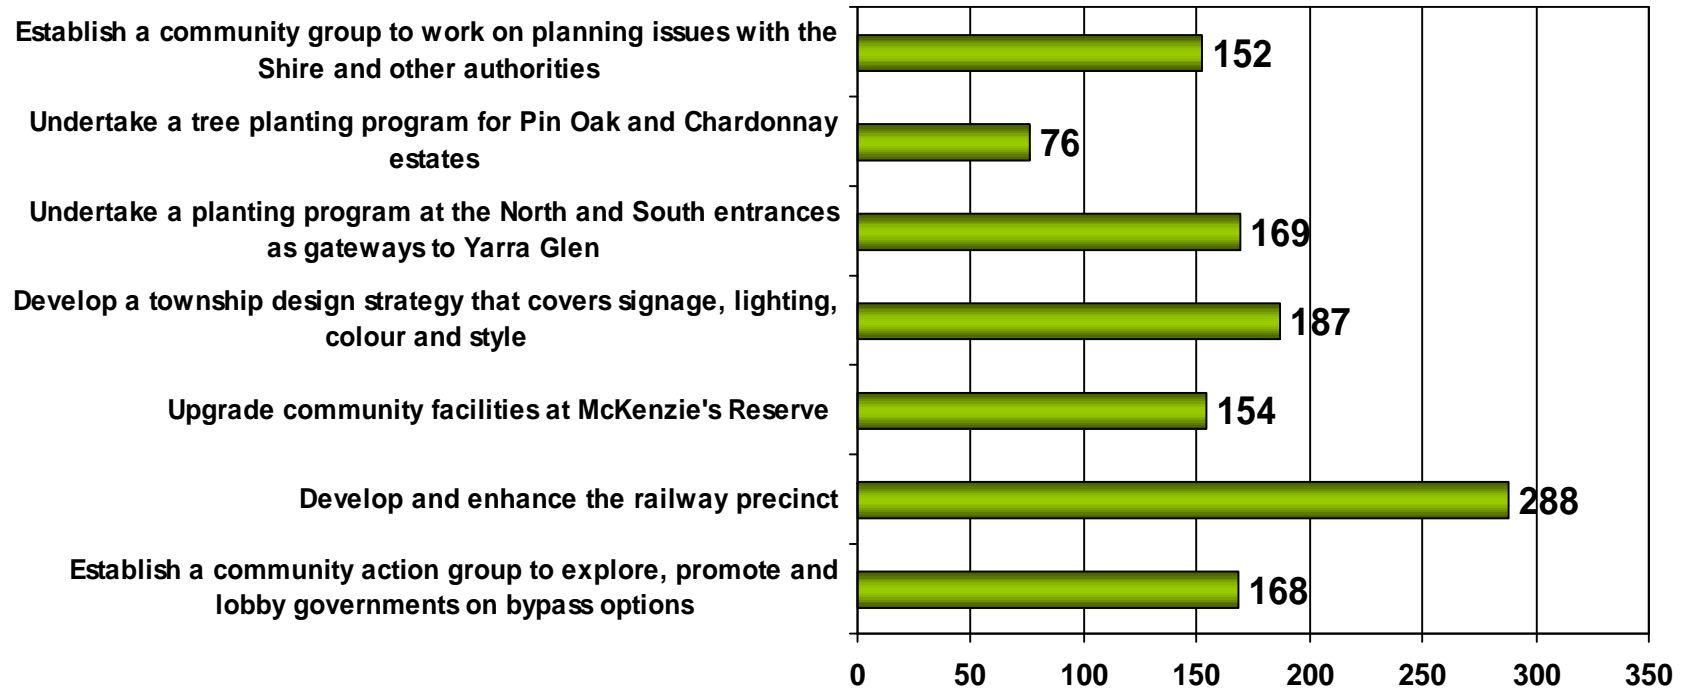 Establish a community group to work on planning issues with the
Shire and other authorities
152
Undertake a tree planting program for Pin Oak and Chardonnay
estates
76
Undertake a planting program at the North and South entrances
as gateways to Yarra Glen
169
Develop a township design strategy that covers signage, lighting,
colour and style
187
Upgrade community facilities at McKenzie's Reserve
154
Develop and enhance the railway precinct
288
Establish a community action group to explore, promote and
lobby governments on bypass options
168
0 50 100 150 200 250 300 350